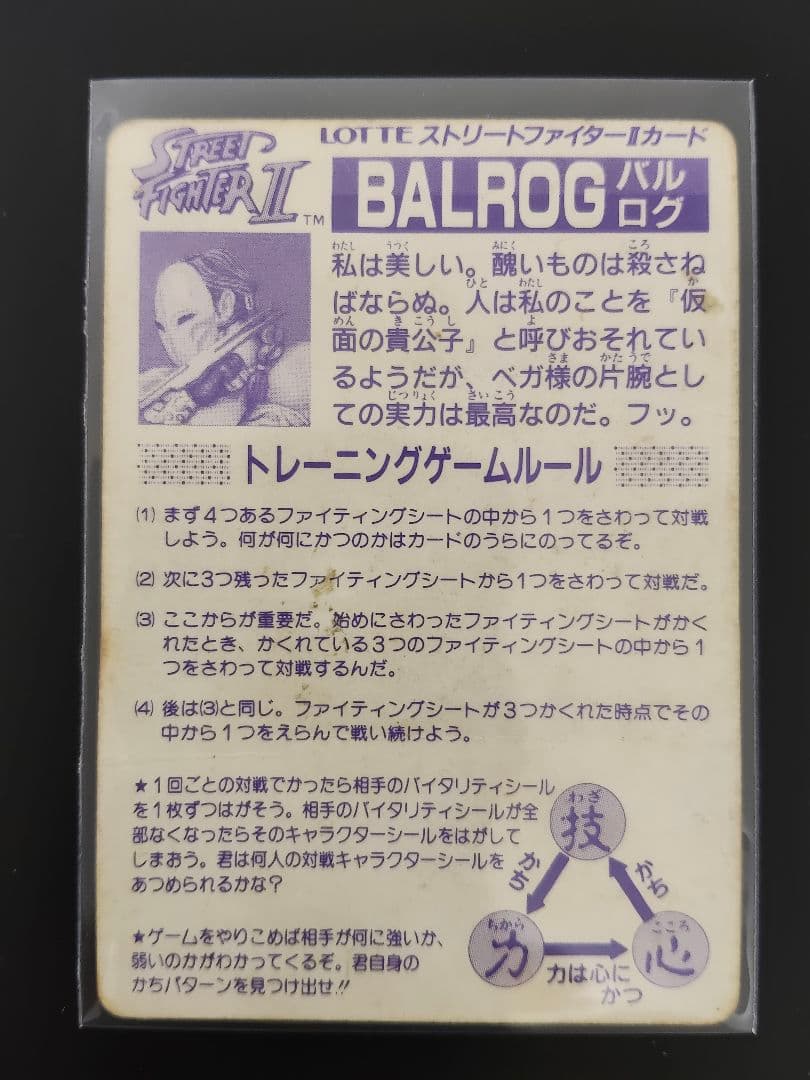 STREET FIGHTER II TM
LOTTE ストリートファイターIIカード
BALROG バルログ
私は美しい。醜いものは殺さね
ばならぬ。人は私のことを『仮
面の貴公子』と呼びおそれてい
るようだが、ベガ様の片腕とし
ての実力は最高なのだ。フッ。
トレーニングゲームルール
(1) まず4つあるファイティングシートの中から1つをさわって対戦
しよう。何が何にかつのかはカードのうらにのってるぞ。
(2) 次に3つ残ったファイティングシートから1つをさわって対戦だ。
(3) ここからが重要だ。始めにさわったファイティングシートがかく
れたとき、かくれている3つのファイティングシートの中から1
つをさわって対戦するんだ。
(4) 後は(3)と同じ。ファイティングシートが3つかくれた時点でその
中から1つをえらんで戦い続けよう。
★1回ごとの対戦でかったら相手のバイタリティシール
を1枚ずつはがそう。相手のバイタリティシールが全
部なくなったらそのキャラクターシールをはがして
しまおう。君は何人の対戦キャラクターシールを
あつめられるかな?
★ゲームをやりこめば相手が何に強いか、
弱いのかがわかってくるぞ。君自身の
かちパターンを見つけ出せ!!
わざ
技
かち
かち
ちから
力
こころ
心
力は心に
かつ